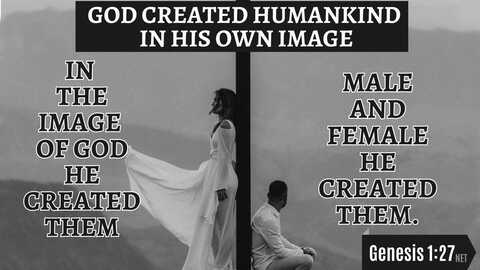 GOD CREATED HUMANKIND
IN HIS OWN IMAGE
IN
THE
IMAGE
OF GOD
HE
CREATED
THEM
MALE
AND
FEMALE
HE
CREATED
THEM.
Genesis 1:27 NET